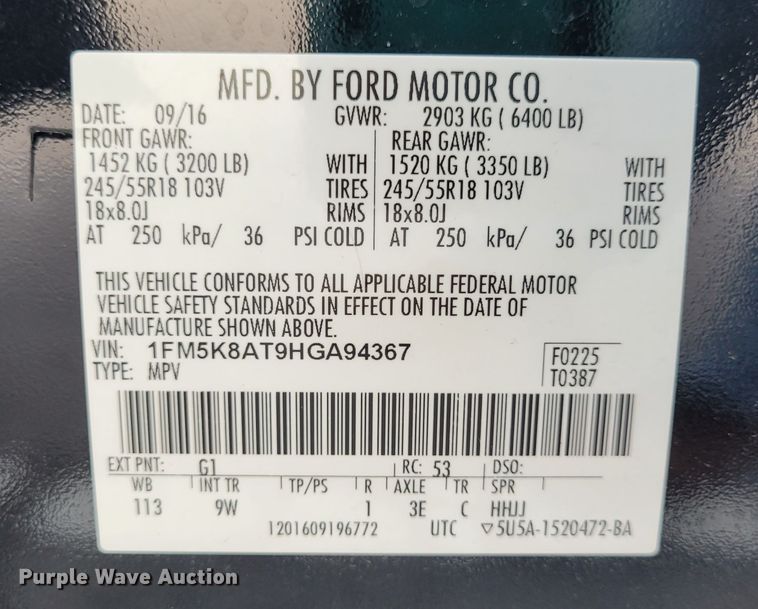 MFD. BY FORD MOTOR CO.
DATE: 09/16 GVWR: 2903 KG ( 6400 LB)
FRONT GAWR: REAR GAWR:
1452 KG ( 3200 LB) WITH 1520 KG ( 3350 LB) WITH
245/55R18 103V TIRES 245/55R18 103V TIRES
18x8.0J RIMS 18x8.0J RIMS
AT 250 kPa/ 36 PSI COLD AT 250 kPa/ 36 PSI COLD
THIS VEHICLE CONFORMS TO ALL APPLICABLE FEDERAL MOTOR
VEHICLE SAFETY STANDARDS IN EFFECT ON THE DATE OF
MANUFACTURE SHOWN ABOVE.
VIN: 1FM5K8AT9HGA94367 F0225
TYPE: MPV T0387
EXT PNT: G1 RC: 53 DSO:
WB INT TR TP/PS R AXLE TR SPR
113 9W 1 3E C HHJJ
1201609196772 UTC ▽5U5A-1520472-BA
Purple Wave Auction